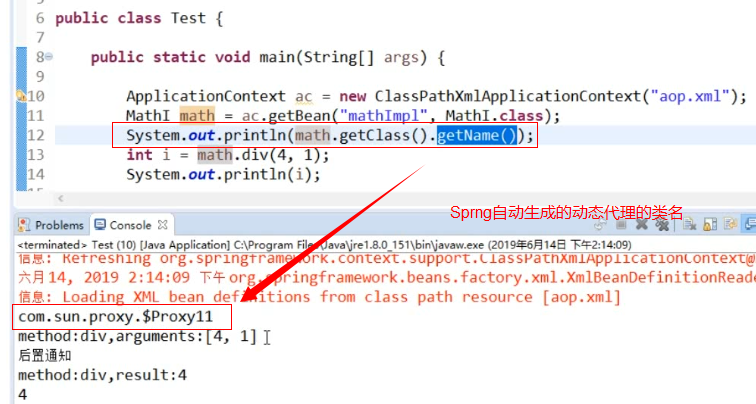 6 public class Test {
7
8 public static void main(String[] args) {
9
10 ApplicationContext ac = new ClassPathXmlApplicationContext("aop.xml");
11 MathI math = ac.getBean("mathImpl", MathI.class);
12 System.out.println(math.getClass().getName());
13 int i = math.div(4, 1);
14 System.out.println(i);
Sprng自动生成的动态代理的类名
Problems Console
<terminated> Test (10) [Java Application] C:\Program Files\Java\jre1.8.0_151\bin\javaw.exe (2019年6月14日 下午2:14:09)
信息: Refreshing org.springframework.context.support.ClassPathXmlApplicationContext@
六月 14, 2019 2:14:09 下午 org.springframework.beans.factory.xml.XmlBeanDefinitionReade
信息: Loading XML bean definitions from class path resource [aop.xml]
com.sun.proxy.$Proxy11
method:div,arguments:[4, 1]
后置通知
method:div,result:4
4